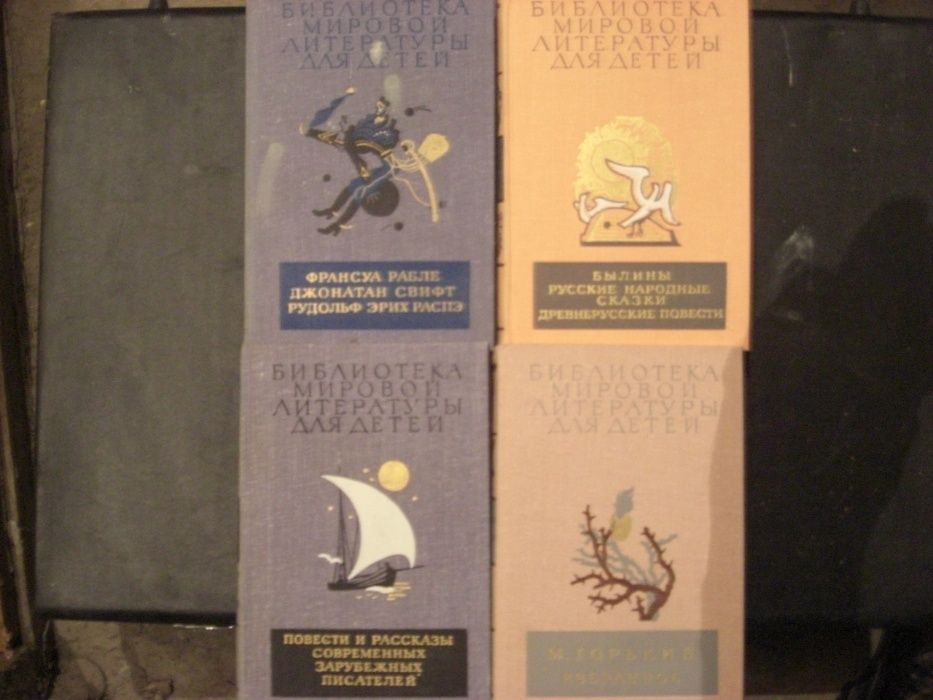 БИБЛИОТЕКА
МИРОВОЙ
ЛИТЕРАТУРЫ
ДЛЯ ДЕТЕЙ
ФРАНСУА РАБЛЕ
ДЖОНАТАН СВИФТ
РУДОЛЬФ ЭРИХ РАСПЭ
БИБЛИОТЕКА
МИРОВОЙ
ЛИТЕРАТУРЫ
ДЛЯ ДЕТЕЙ
БЫЛИНЫ
РУССКИЕ НАРОДНЫЕ
СКАЗКИ
ДРЕВНЕРУССКИЕ ПОВЕСТИ
БИБЛИОТЕКА
МИРОВОЙ
ЛИТЕРАТУРЫ
ДЛЯ ДЕТЕЙ
ПОВЕСТИ И РАССКАЗЫ
СОВРЕМЕННЫХ
ЗАРУБЕЖНЫХ
ПИСАТЕЛЕЙ
БИБЛИОТЕКА
МИРОВОЙ
ЛИТЕРАТУРЫ
ДЛЯ ДЕТЕЙ
М. ГОРЬКИЙ
ИЗБРАННОЕ